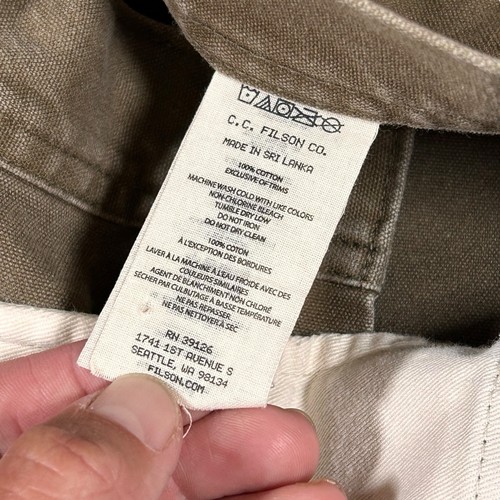 C.C. FILSON CO.
MADE IN SRI LANKA
100% COTTON
EXCLUSIVE OF TRIMS
MACHINE WASH COLD WITH LIKE COLORS
NON-CHLORINE BLEACH
TUMBLE DRY LOW
DO NOT IRON
DO NOT DRY CLEAN
100% COTON
À L'EXCEPTION DES BORDURES
LAVER À LA MACHINE À L'EAU FROIDE AVEC DES
COULEURS SIMILAIRES
AGENT DE BLANCHIMENT NON CHLORÉ
SÉCHER PAR CULBUTAGE À BASSE TEMPÉRATURE
NE PAS REPASSER
NE PAS NETTOYER À SEC
RN 39126
1741 1ST AVENUE S
SEATTLE, WA 98134
FILSON.COM